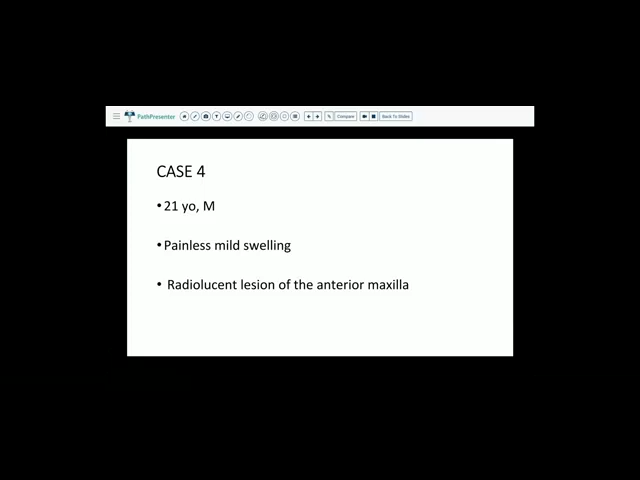 PathPresenter
Compare
Back To Slides
CASE 4
•21 yo, M
•Painless mild swelling
• Radiolucent lesion of the anterior maxilla